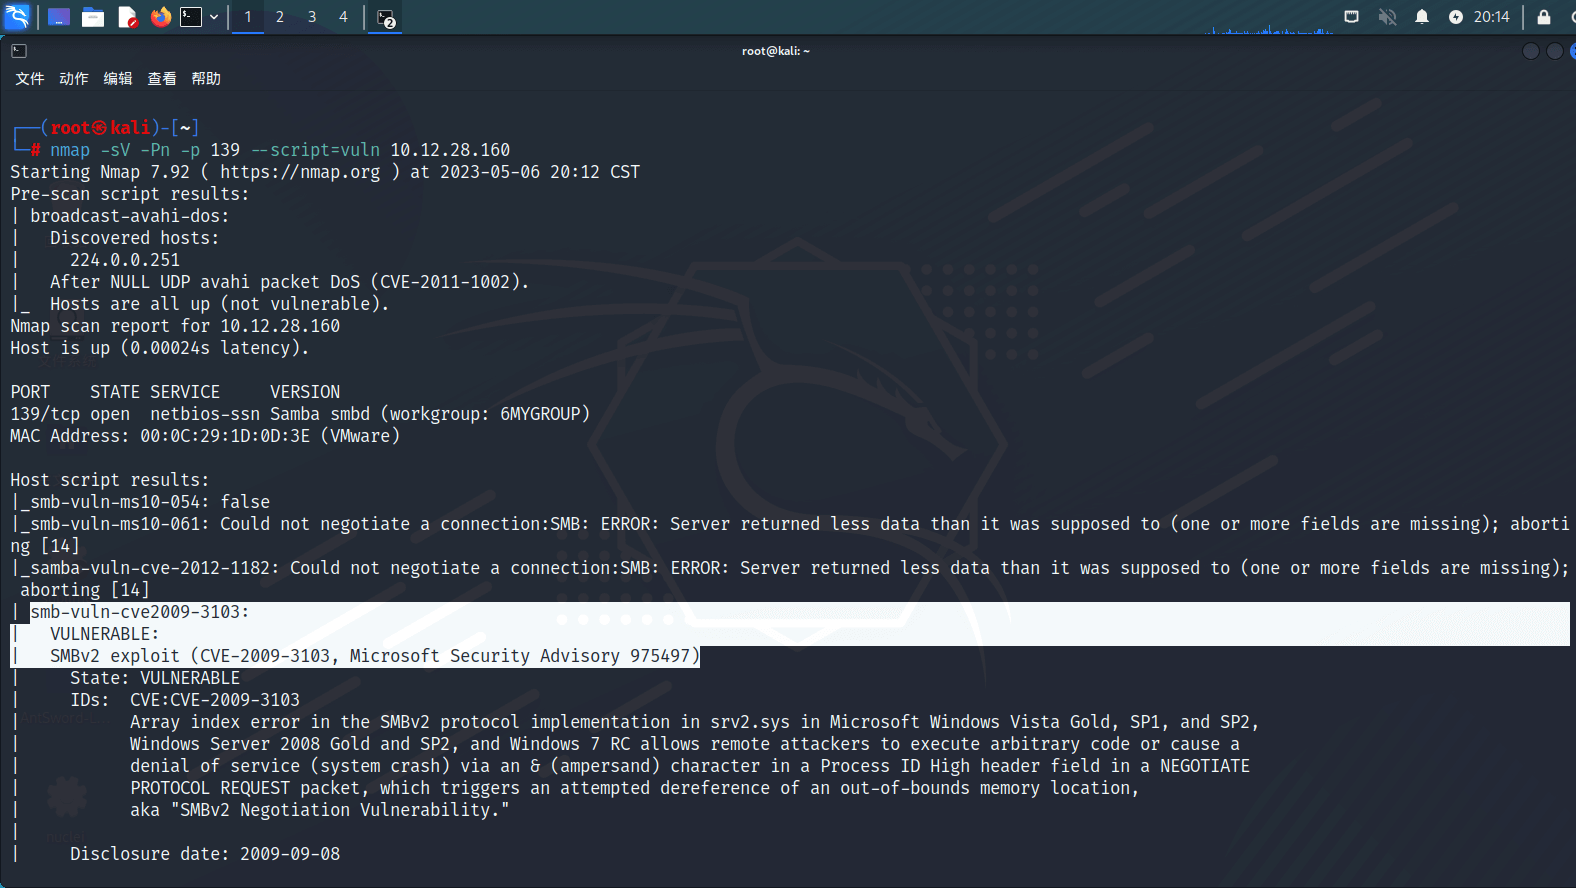 1 2 3 4 2 20:14
root@kali: ~
文件 动作 编辑 查看 帮助
┌──(root㉿kali)-[~]
└─# nmap -sV -Pn -p 139 --script=vuln 10.12.28.160
Starting Nmap 7.92 ( https://nmap.org ) at 2023-05-06 20:12 CST
Pre-scan script results:
| broadcast-avahi-dos:
|   Discovered hosts:
|     224.0.0.251
|   After NULL UDP avahi packet DoS (CVE-2011-1002).
|_  Hosts are all up (not vulnerable).
Nmap scan report for 10.12.28.160
Host is up (0.00024s latency).
PORT    STATE SERVICE     VERSION
139/tcp open  netbios-ssn Samba smbd (workgroup: 6MYGROUP)
MAC Address: 00:0C:29:1D:0D:3E (VMware)
Host script results:
|_smb-vuln-ms10-054: false
|_smb-vuln-ms10-061: Could not negotiate a connection:SMB: ERROR: Server returned less data than it was supposed to (one or more fields are missing); aborti
ng [14]
|_samba-vuln-cve-2012-1182: Could not negotiate a connection:SMB: ERROR: Server returned less data than it was supposed to (one or more fields are missing);
 aborting [14]
| smb-vuln-cve2009-3103:
|   VULNERABLE:
|   SMBv2 exploit (CVE-2009-3103, Microsoft Security Advisory 975497)
|     State: VULNERABLE
|     IDs:  CVE:CVE-2009-3103
|           Array index error in the SMBv2 protocol implementation in srv2.sys in Microsoft Windows Vista Gold, SP1, and SP2,
|           Windows Server 2008 Gold and SP2, and Windows 7 RC allows remote attackers to execute arbitrary code or cause a
|           denial of service (system crash) via an & (ampersand) character in a Process ID High header field in a NEGOTIATE
|           PROTOCOL REQUEST packet, which triggers an attempted dereference of an out-of-bounds memory location,
|           aka "SMBv2 Negotiation Vulnerability."
|
|     Disclosure date: 2009-09-08